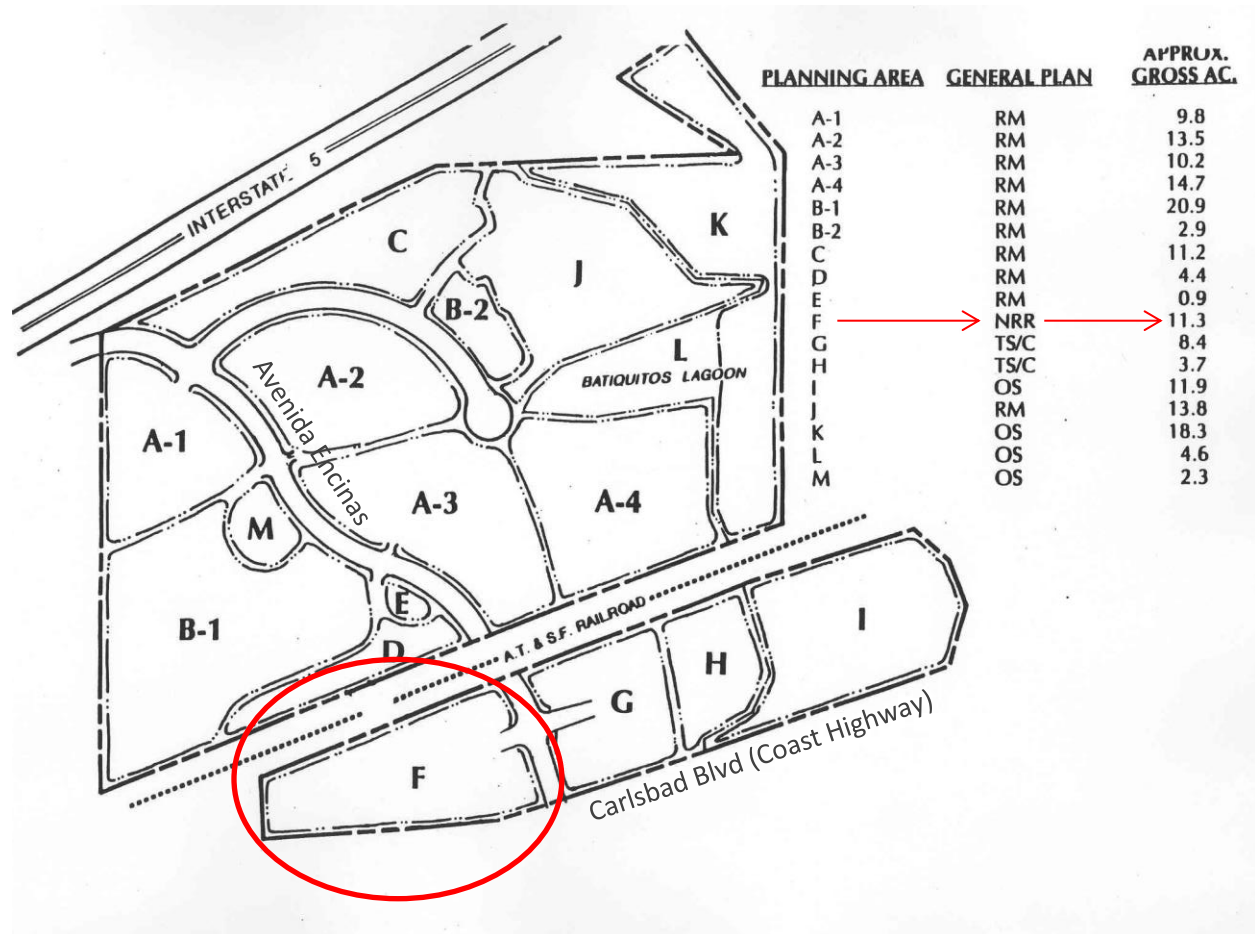 APPROX.
PLANNING AREA GENERAL PLAN GROSS AC.
A-1 RM 9.8
A-2 RM 13.5
A-3 RM 10.2
A-4 RM 14.7
B-1 RM 20.9
B-2 RM 2.9
C RM 11.2
D RM 4.4
E RM 0.9
F NRR 11.3
G TS/C 8.4
H TS/C 3.7
I OS 11.9
J RM 13.8
K OS 18.3
L OS 4.6
M OS 2.3
INTERSTATE 5
K
C
J
B-2
L
BATIQUITOS LAGOON
A-2
Avenida Encinas
A-1
A-3
A-4
M
E
B-1
D
A.T. & S.F. RAILROAD
I
H
G
F
Carlsbad Blvd (Coast Highway)